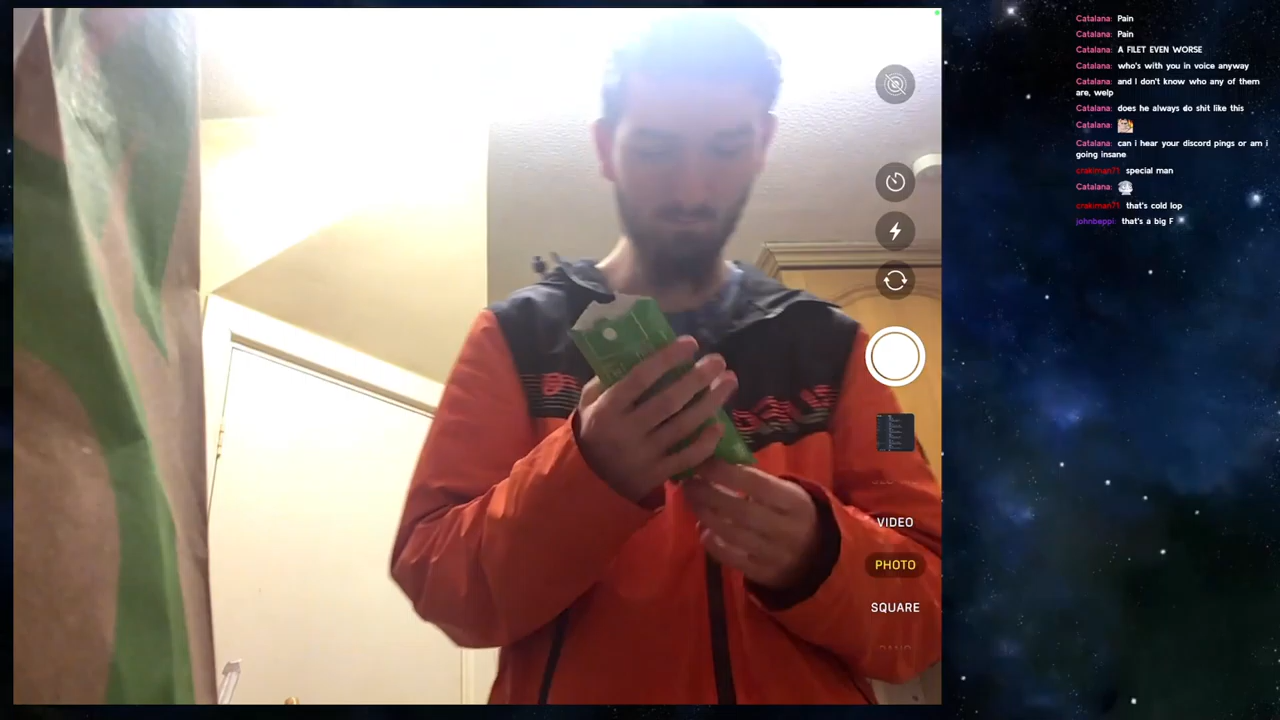 Catalana: Pain
Catalana: Pain
Catalana: A FILET EVEN WORSE
Catalana: who's with you in voice anyway
Catalana: and I don't know who any of them
are, welp
Catalana: does he always do shit like this
Catalana:
Catalana: can i hear your discord pings or am i
going insane
crakiman71 special man
Catalana:
crakiman71 that's cold lop
johnbeppi: that's a big F
VIDEO
PHOTO
SQUARE